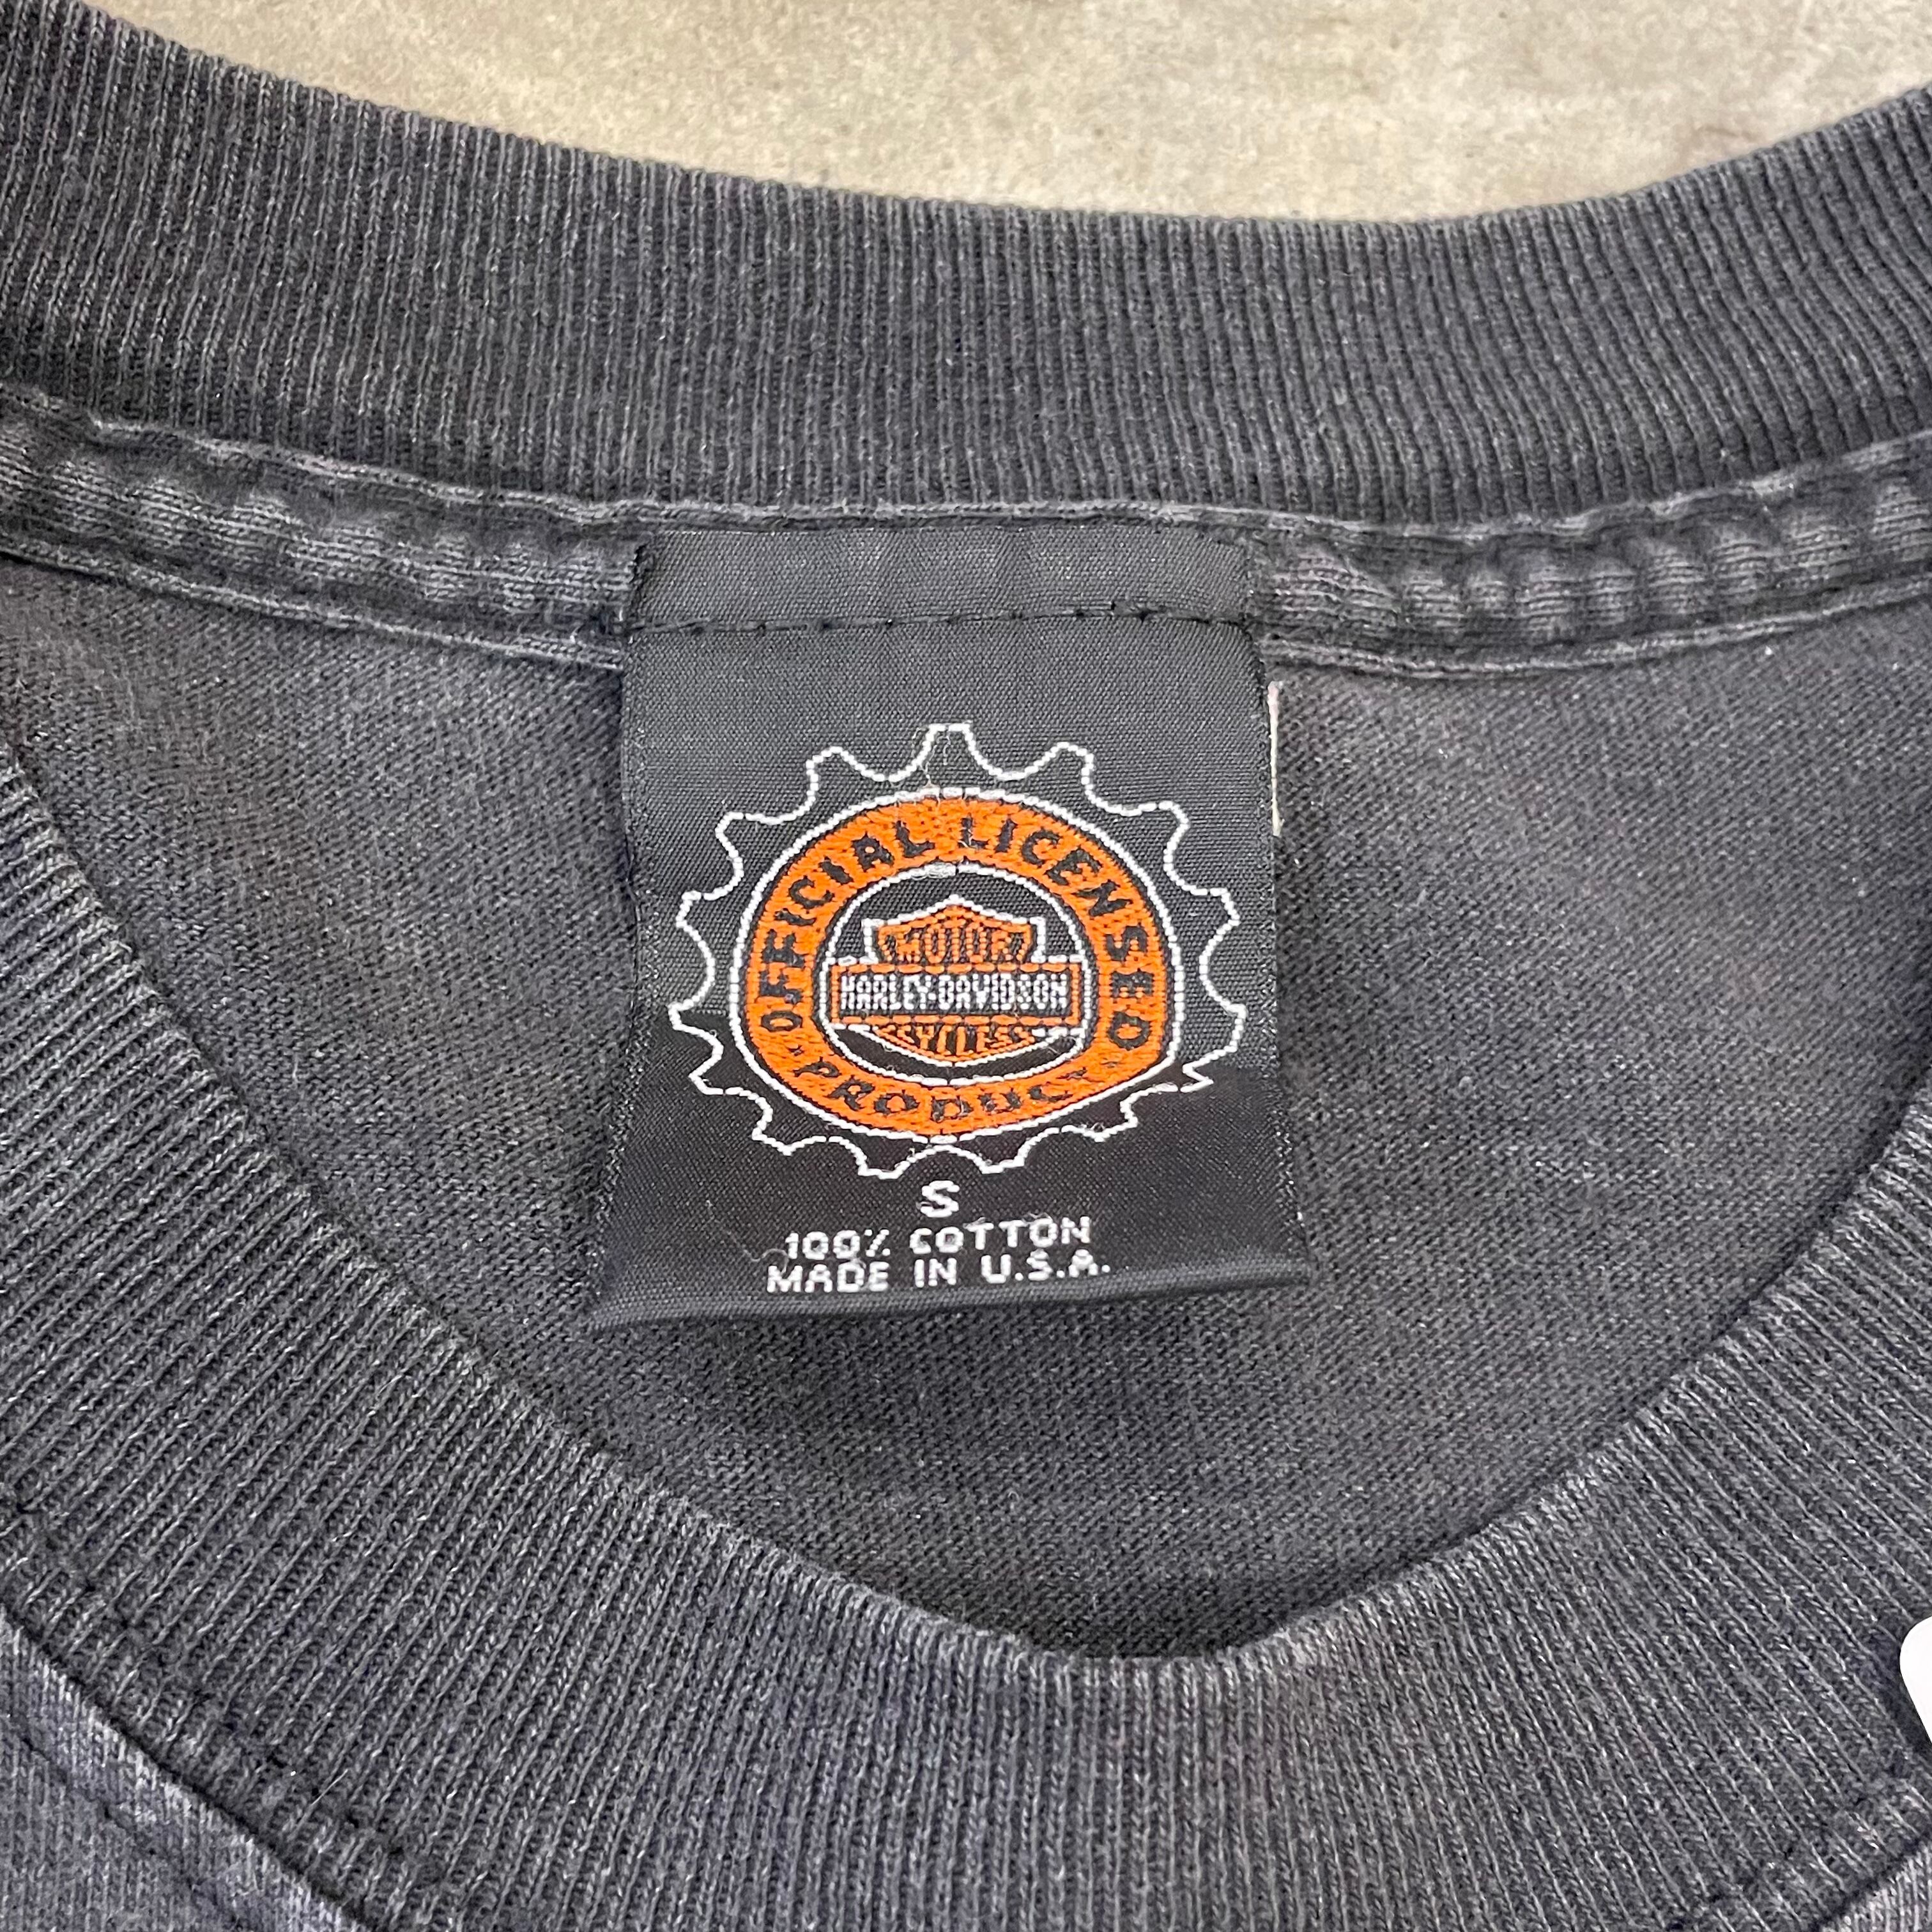 OFFICIAL LICENSED
MOTOR
HARLEY-DAVIDSON
CYCLES
PRODUCT
S
100% COTTON
MADE IN U.S.A.